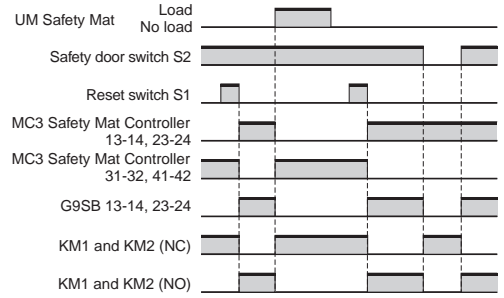 UM Safety Mat
Load
No load
Safety door switch S2
Reset switch S1
MC3 Safety Mat Controller
13-14, 23-24
MC3 Safety Mat Controller
31-32, 41-42
G9SB 13-14, 23-24
KM1 and KM2 (NC)
KM1 and KM2 (NO)